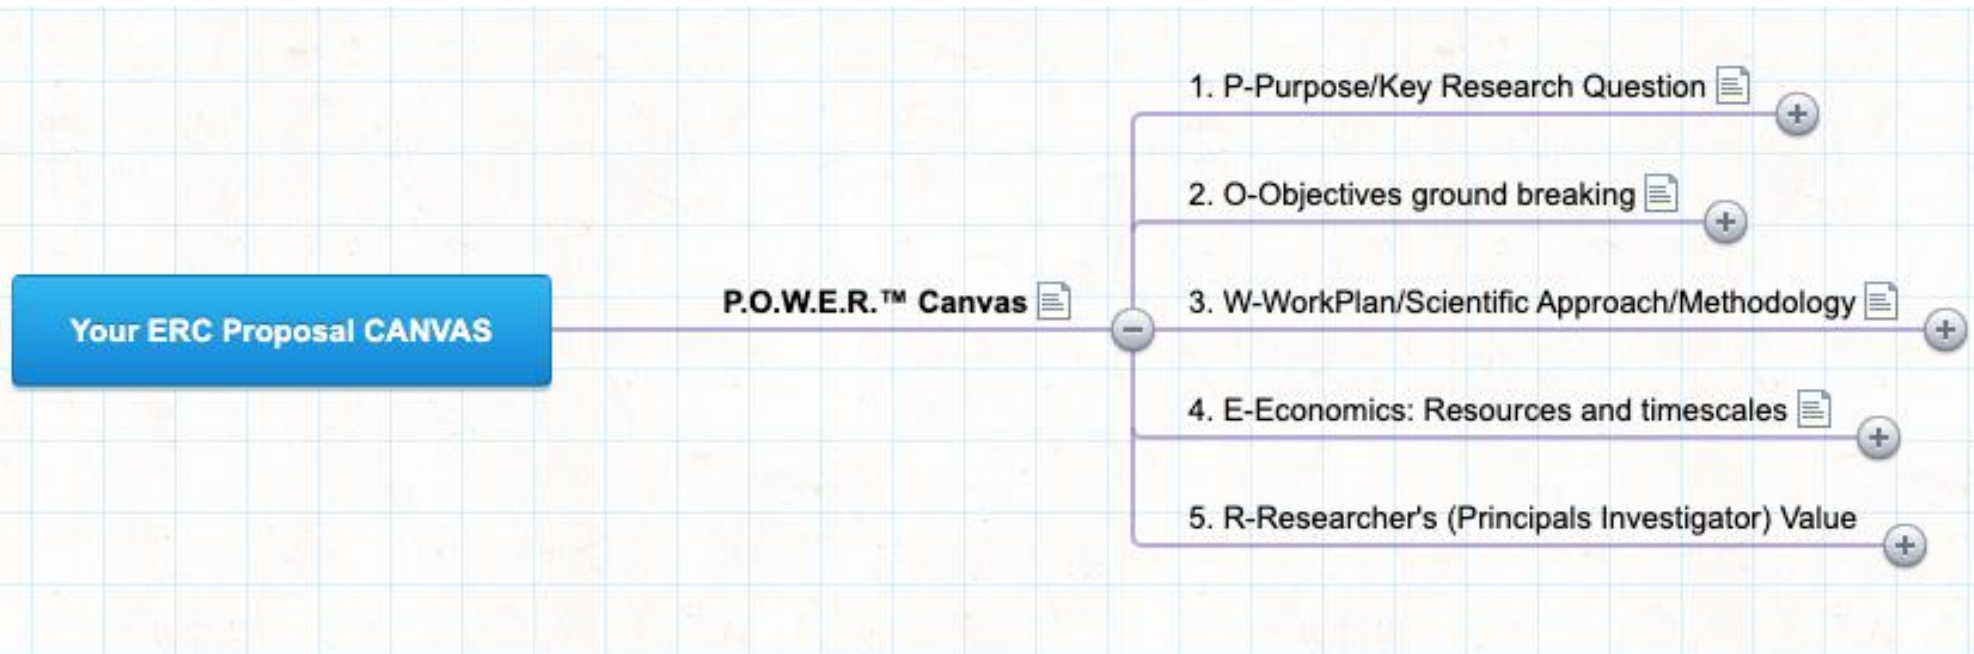 Your ERC Proposal CANVAS
P.O.W.E.R.™ Canvas
1. P-Purpose/Key Research Question
2. O-Objectives ground breaking
3. W-WorkPlan/Scientific Approach/Methodology
4. E-Economics: Resources and timescales
5. R-Researcher's (Principals Investigator) Value